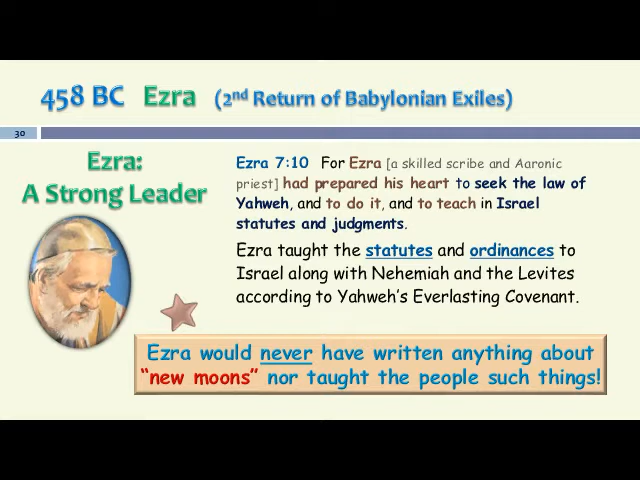 458 BC Ezra (2nd Return of Babylonian Exiles)
30
Ezra:
A Strong Leader
Ezra 7:10 For Ezra [a skilled scribe and Aaronic
priest] had prepared his heart to seek the law of
Yahweh, and to do it, and to teach in Israel
statutes and judgments.
Ezra taught the statutes and ordinances to
Israel along with Nehemiah and the Levites
according to Yahweh's Everlasting Covenant.
Ezra would never have written anything about
“new moons” nor taught the people such things!